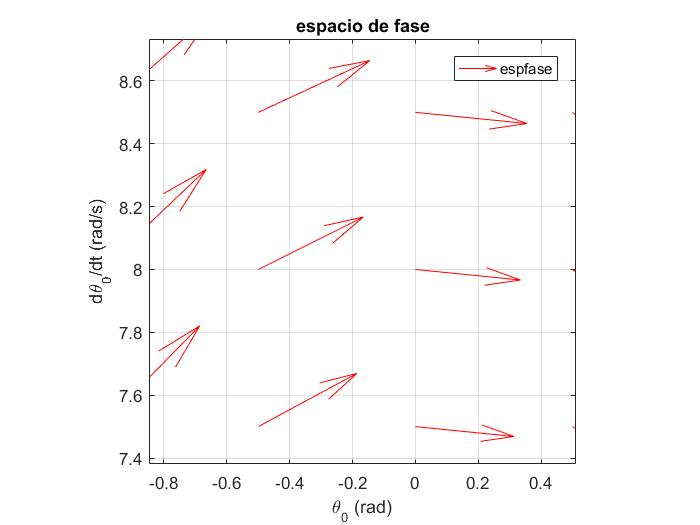 espacio de fase
espfase
8.6
8.4
8.2
8
7.8
7.6
7.4
dθ₀/dt (rad/s)
-0.8 -0.6 -0.4 -0.2 0 0.2 0.4
θ₀ (rad)